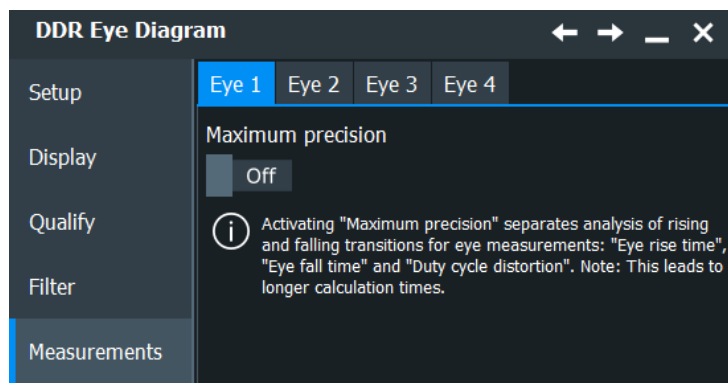 DDR Eye Diagram
Setup
Display
Qualify
Filter
Measurements
Eye 1 Eye 2 Eye 3 Eye 4
Maximum precision
Off
Activating "Maximum precision" separates analysis of rising
and falling transitions for eye measurements: "Eye rise time",
"Eye fall time" and "Duty cycle distortion". Note: This leads to
longer calculation times.